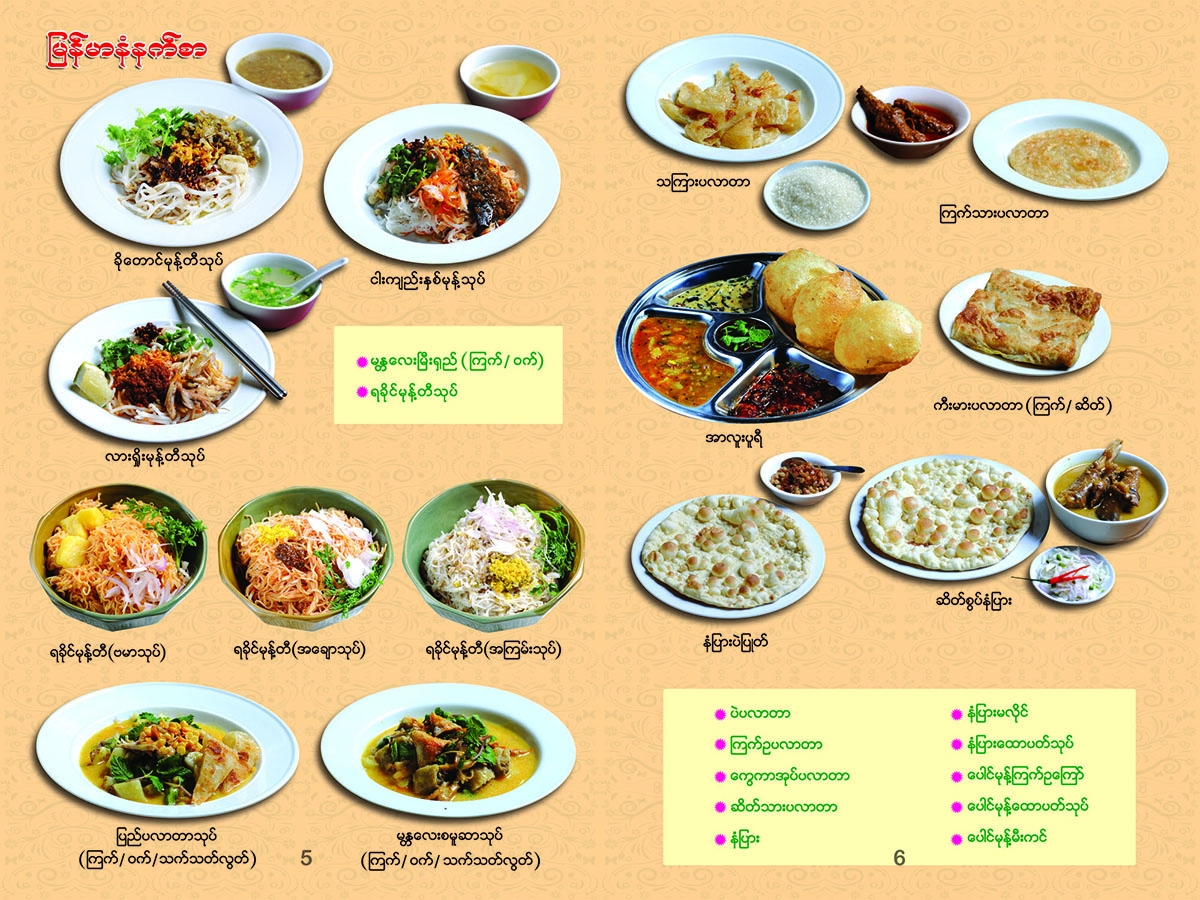 မြန်မာနံနက်စာ
ခိုတောင်မုန့်တီသုပ်
ငါးကျည်းနှစ်မုန့်သုပ်
လားရှိုးမုန့်တီသုပ်
မန္တလေးမြီးရှည် (ကြက်/ဝက်)
ရခိုင်မုန့်တီသုပ်
ရခိုင်မုန့်တီ(ဗမာသုပ်)
ရခိုင်မုန့်တီ(အချောသုပ်)
ရခိုင်မုန့်တီ(အကြမ်းသုပ်)
ပြည်ပလာတာသုပ်
(ကြက်/ဝက်/သက်သတ်လွတ်)
မန္တလေးစမူဆာသုပ်
(ကြက်/ဝက်/သက်သတ်လွတ်)
5
သကြားပလာတာ
ကြက်သားပလာတာ
အာလူးပူရီ
ကီးမားပလာတာ(ကြက်/ဆိတ်)
နံပြားပဲပြုတ်
ဆိတ်စွပ်နံပြား
ပဲပလာတာ
ကြက်ဥပလာတာ
ကွေကာအုပ်ပလာတာ
ဆိတ်သားပလာတာ
နံပြား
နံပြားမလိုင်
နံပြားထောပတ်သုပ်
ပေါင်မုန့်ကြက်ဥကြော်
ပေါင်မုန့်ထောပတ်သုပ်
ပေါင်မုန့်မီးကင်
6